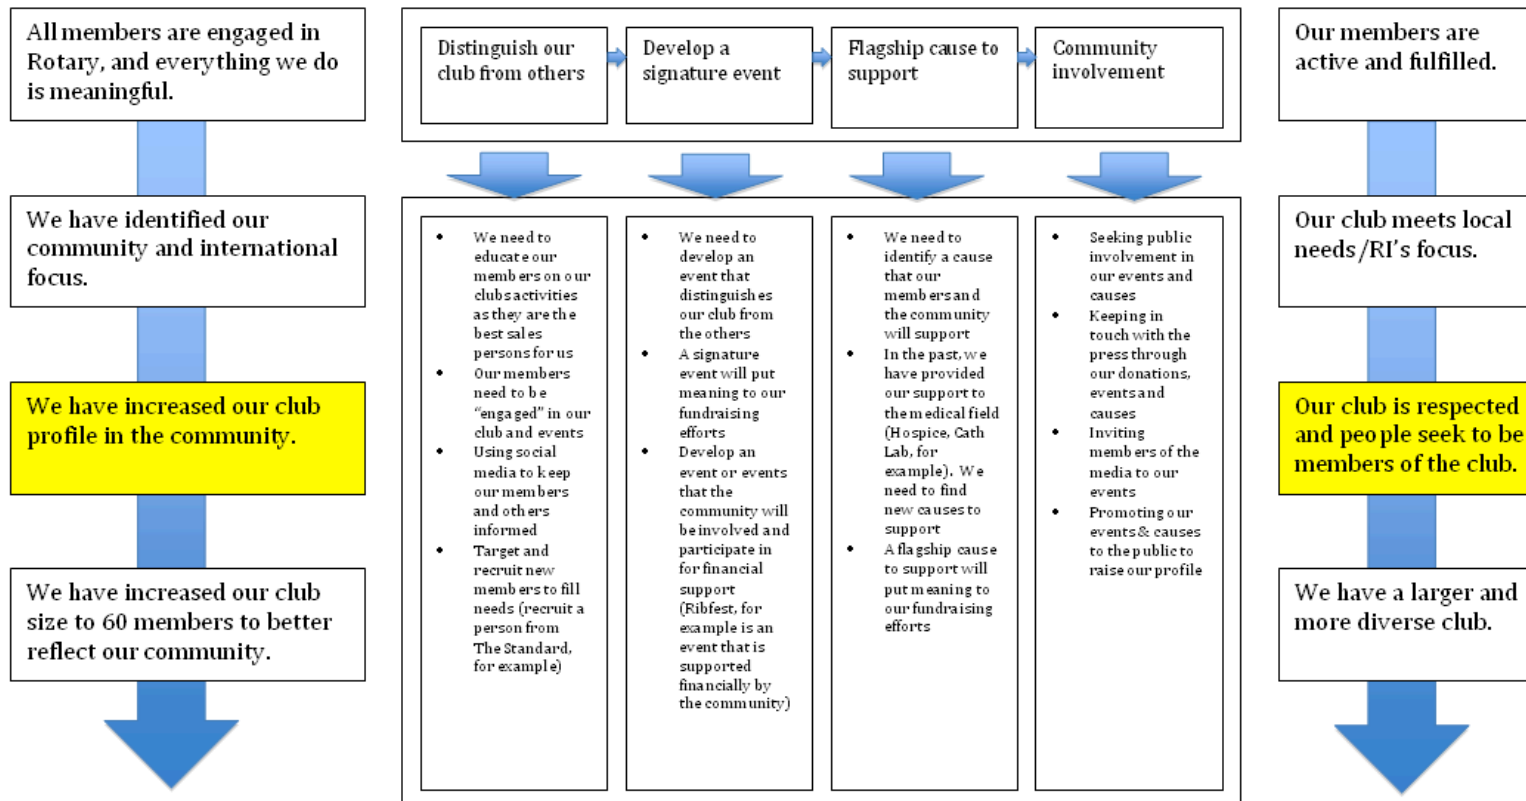 All members are engaged in
Rotary, and everything we do
is meaningful.
We have identified our
community and international
focus.
We have increased our club
profile in the community.
We have increased our club
size to 60 members to better
reflect our community.
Distinguish our
club from others
Develop a
signature event
Flagship cause to
support
Community
involvement
• We need to
educate our
members on our
clubs activities
as they are the
best sales
persons for us
• Our members
need to be
“engaged” in our
club and events
• Using social
media to keep
our members
and others
informed
• Target and
recruit new
members to fill
needs (recruit a
person from
The Standard,
for example)
• We need to
develop an
event that
distinguishes
our club from
the others
• A signature
event will put
meaning to our
fundraising
efforts
• Develop an
event or events
that the
community will
be involved and
participate in
for financial
support
(Ribfest, for
example is an
event that is
supported
financially by
the community)
• We need to
identify a cause
that our
members and
the community
will support
• In the past, we
have provided
our support to
the medical field
(Hospice, Cath
Lab, for
example). We
need to find
new causes to
support
• A flagship cause
to support will
put meaning to
our fundraising
efforts
• Seeking public
involvement in
our events and
causes
• Keeping in
touch with the
press through
our donations,
events and
causes
• Inviting
members of the
media to our
events
• Promoting our
events & causes
to the public to
raise our profile
Our members are
active and fulfilled.
Our club meets local
needs/RI's focus.
Our club is respected
and people seek to be
members of the club.
We have a larger and
more diverse club.